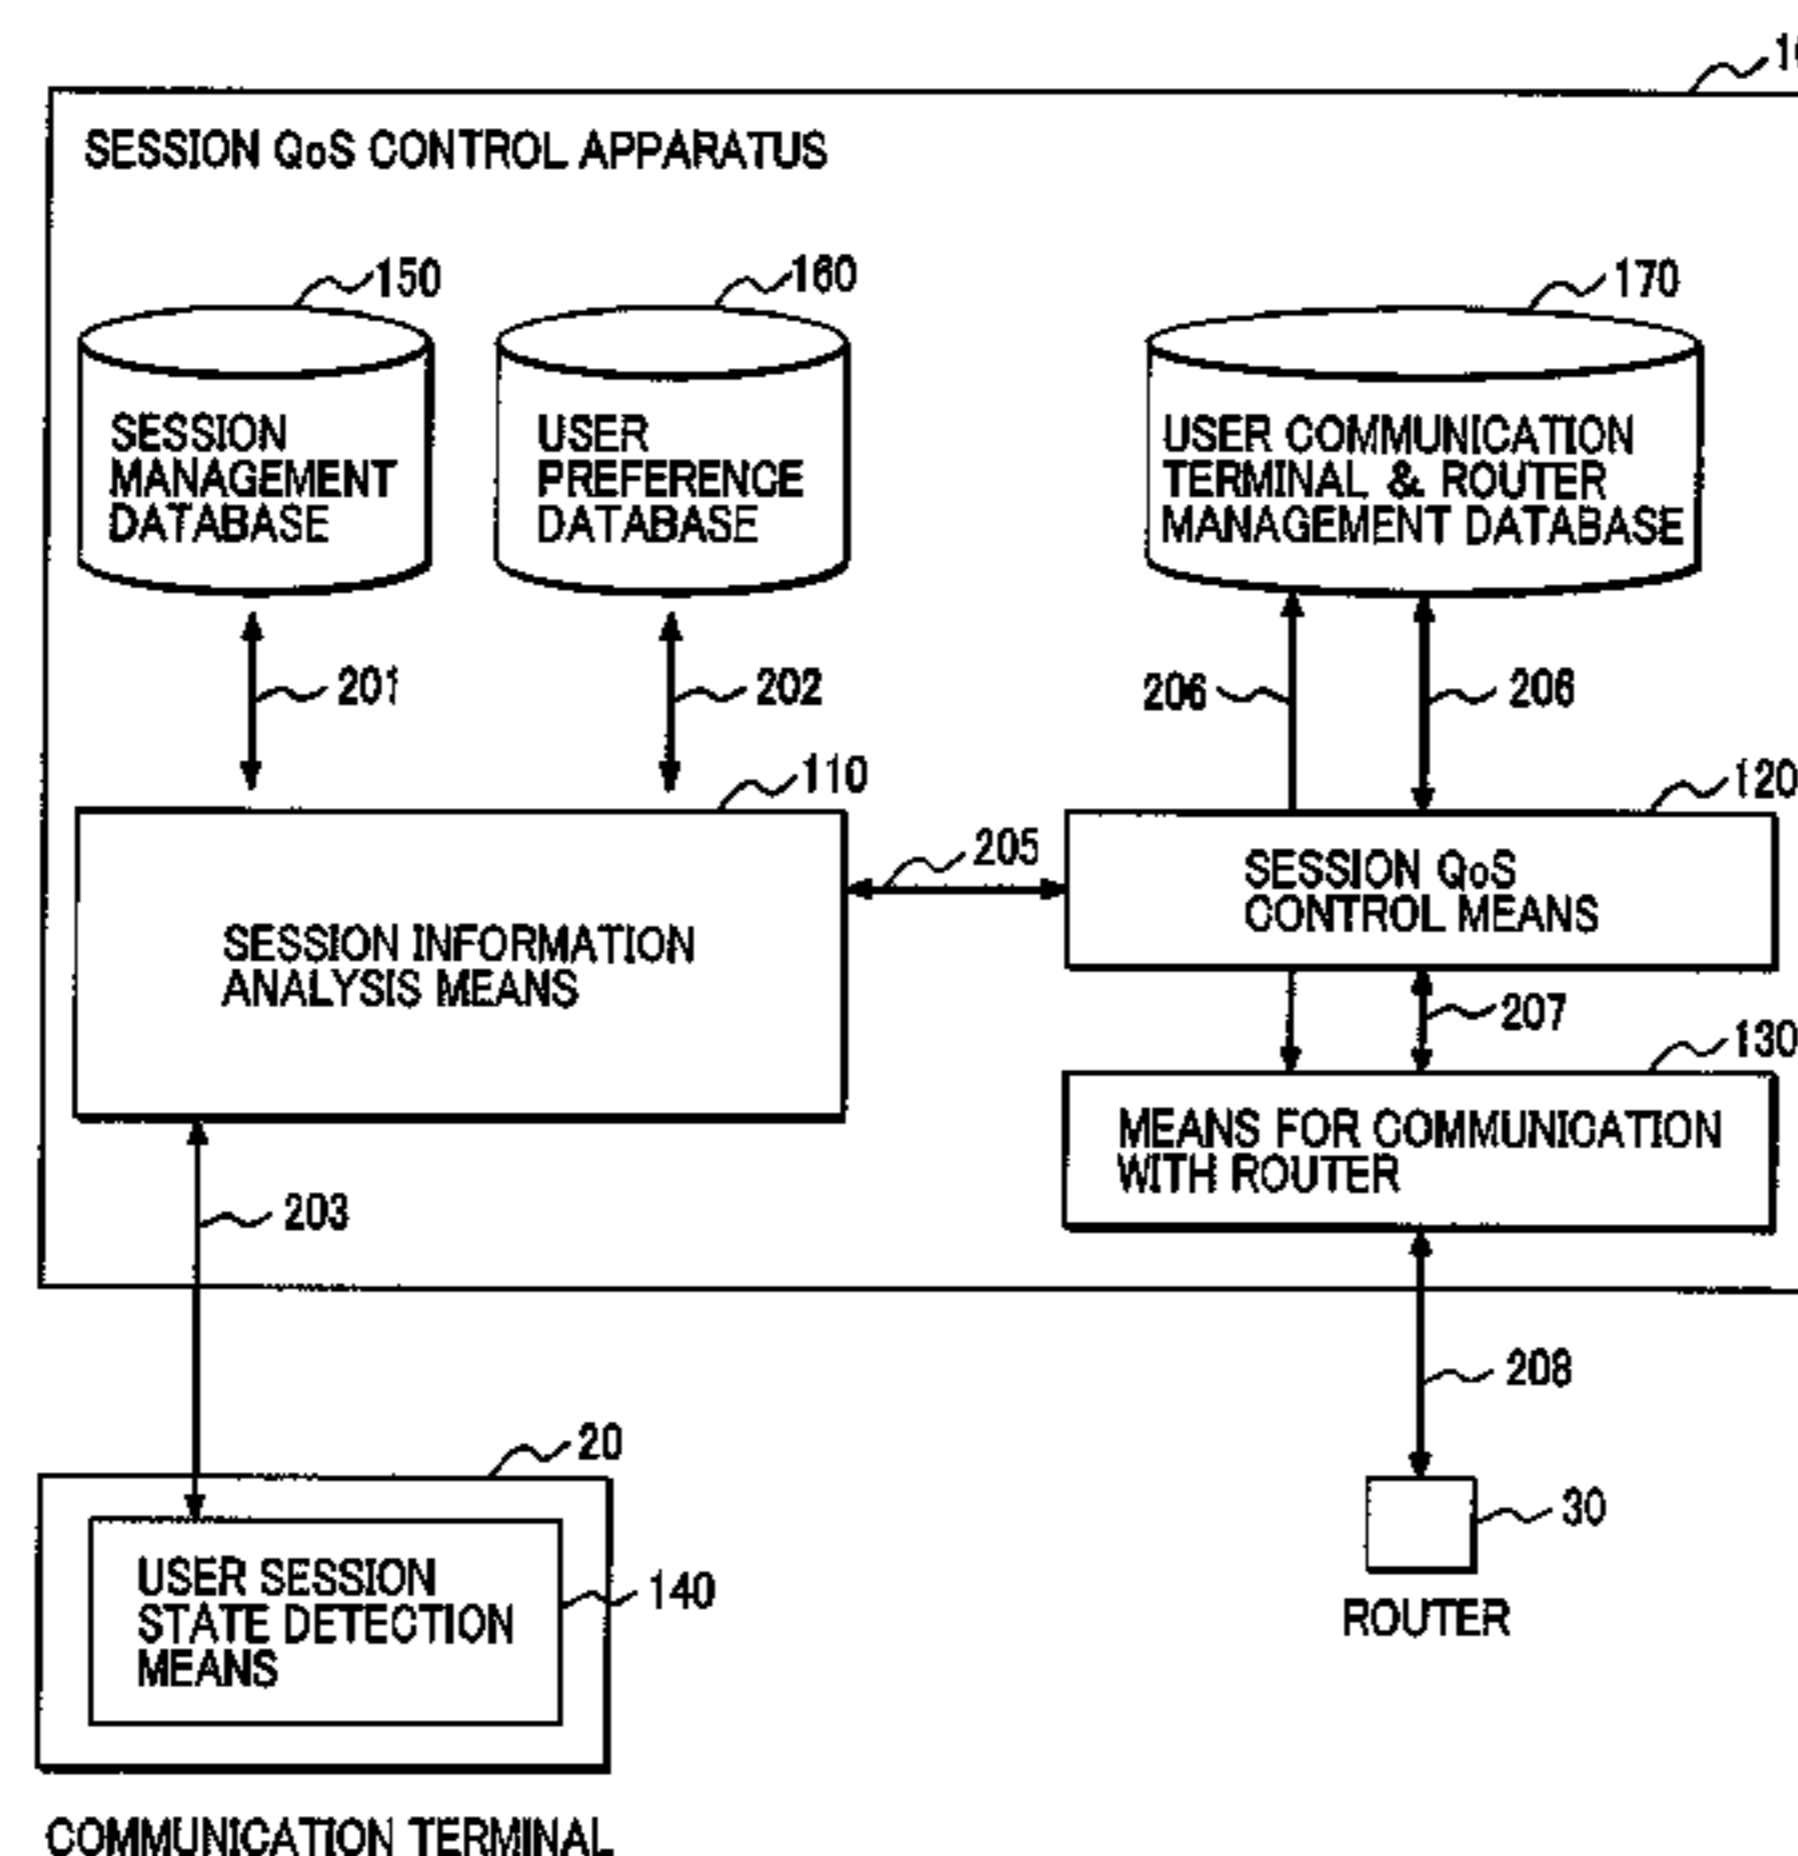 10
SESSION QoS CONTROL APPARATUS
150
160
170
SESSION
MANAGEMENT
DATABASE
USER
PREFERENCE
DATABASE
USER COMMUNICATION
TERMINAL & ROUTER
MANAGEMENT DATABASE
201
202
206
206
110
120
205
SESSION QoS
CONTROL MEANS
SESSION INFORMATION
ANALYSIS MEANS
207
130
MEANS FOR COMMUNICATION
WITH ROUTER
203
208
20
30
USER SESSION
STATE DETECTION
MEANS
140
ROUTER
COMMUNICATION TERMINAL